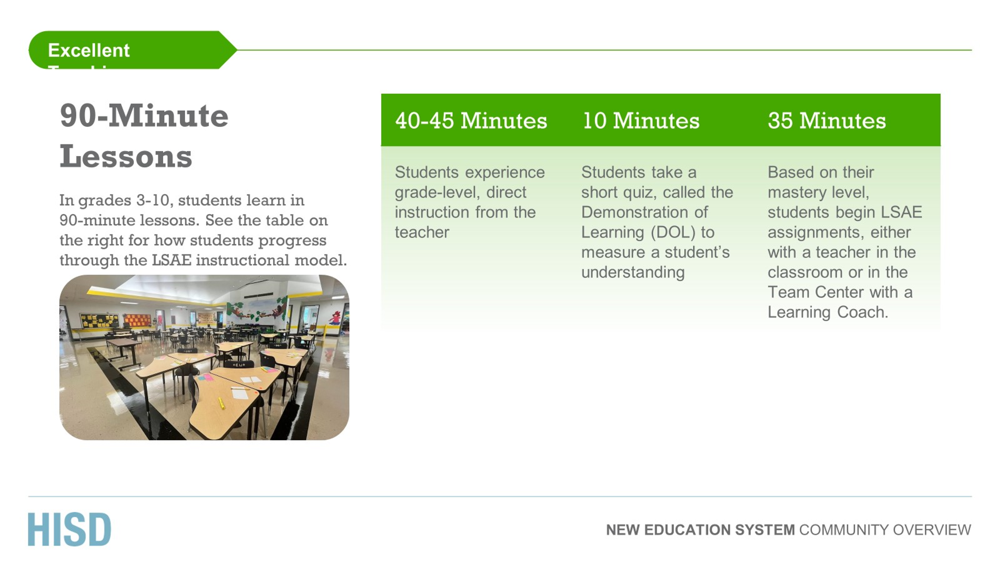 Excellent
90-Minute
Lessons
In grades 3-10, students learn in
90-minute lessons. See the table on
the right for how students progress
through the LSAE instructional model.
40-45 Minutes
Students experience
grade-level, direct
instruction from the
teacher
10 Minutes
Students take a
short quiz, called the
Demonstration of
Learning (DOL) to
measure a student’s
understanding
35 Minutes
Based on their
mastery level,
students begin LSAE
assignments, either
with a teacher in the
classroom or in the
Team Center with a
Learning Coach.
HISD
NEW EDUCATION SYSTEM COMMUNITY OVERVIEW